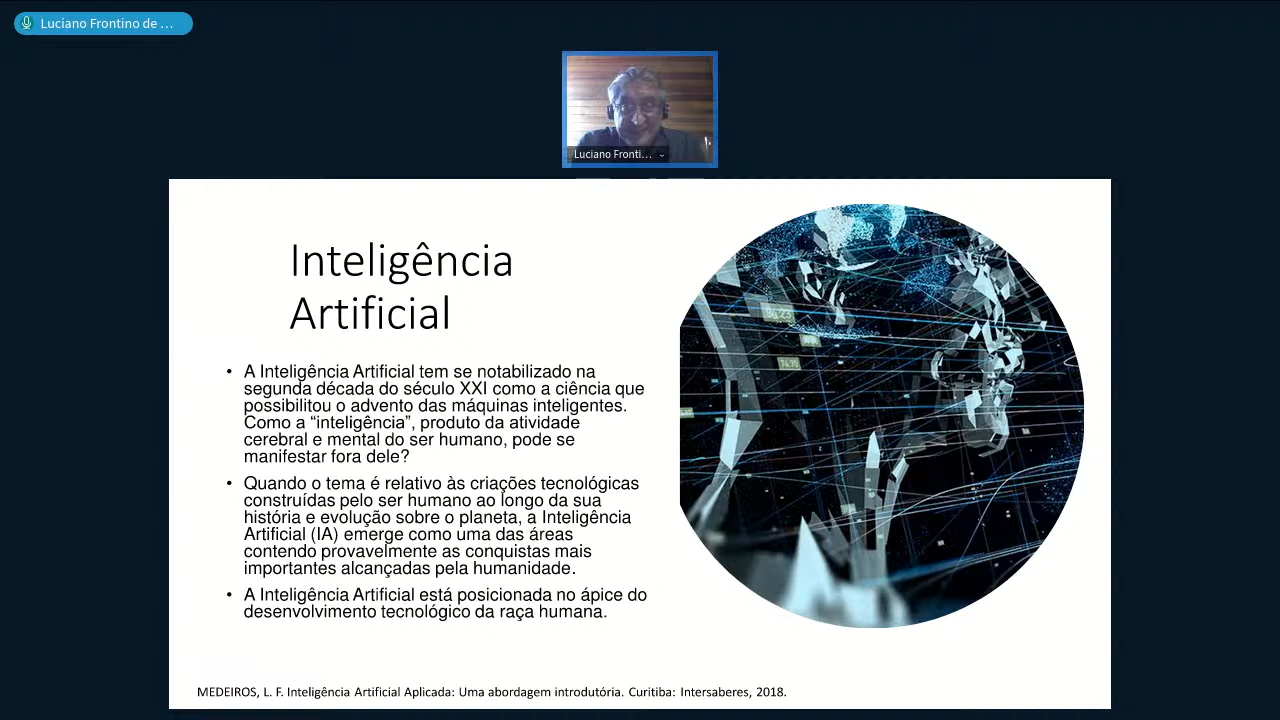 Luciano Frontino de ...
Luciano Fronti...
Inteligência
Artificial
• A Inteligência Artificial tem se notabilizado na
segunda década do século XXI como a ciência que
possibilitou o advento das máquinas inteligentes.
Como a “inteligência”, produto da atividade
cerebral e mental do ser humano, pode se
manifestar fora dele?
• Quando o tema é relativo às criações tecnológicas
construídas pelo ser humano ao longo da sua
história e evolução sobre o planeta, a Inteligência
Artificial (IA) emerge como uma das áreas
contendo provavelmente as conquistas mais
importantes alcançadas pela humanidade.
• A Inteligência Artificial está posicionada no ápice do
desenvolvimento tecnológico da raça humana.
MEDEIROS, L. F. Inteligência Artificial Aplicada: Uma abordagem introdutória. Curitiba: Intersaberes, 2018.